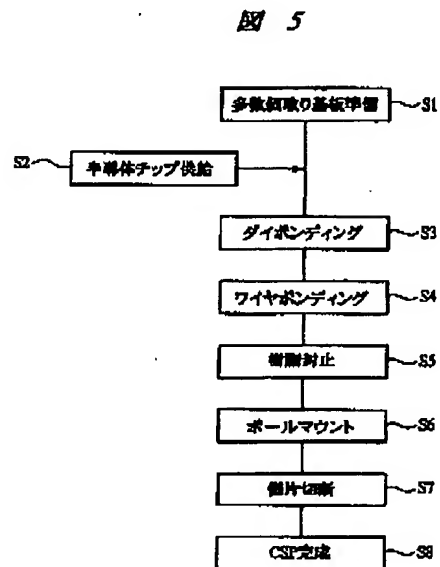 図 5
多数個取り基板準備 S1
S2 半導体チップ供給
ダイボンディング S3
ワイヤボンディング S4
樹脂封止 S5
ボールマウント S6
個片切断 S7
CSP完成 S8